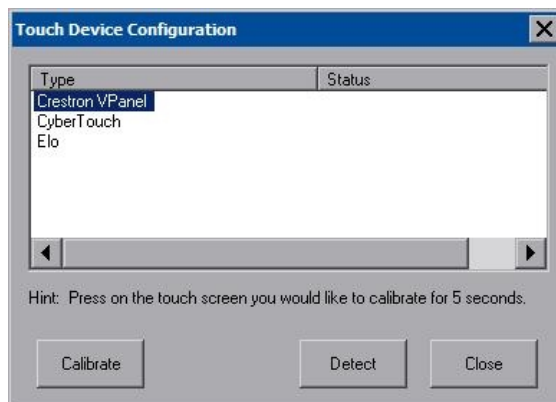 Touch Device Configuration
Type Status
Crestron VPanel
CyberTouch
Elo
Hint: Press on the touch screen you would like to calibrate for 5 seconds.
Calibrate Detect Close